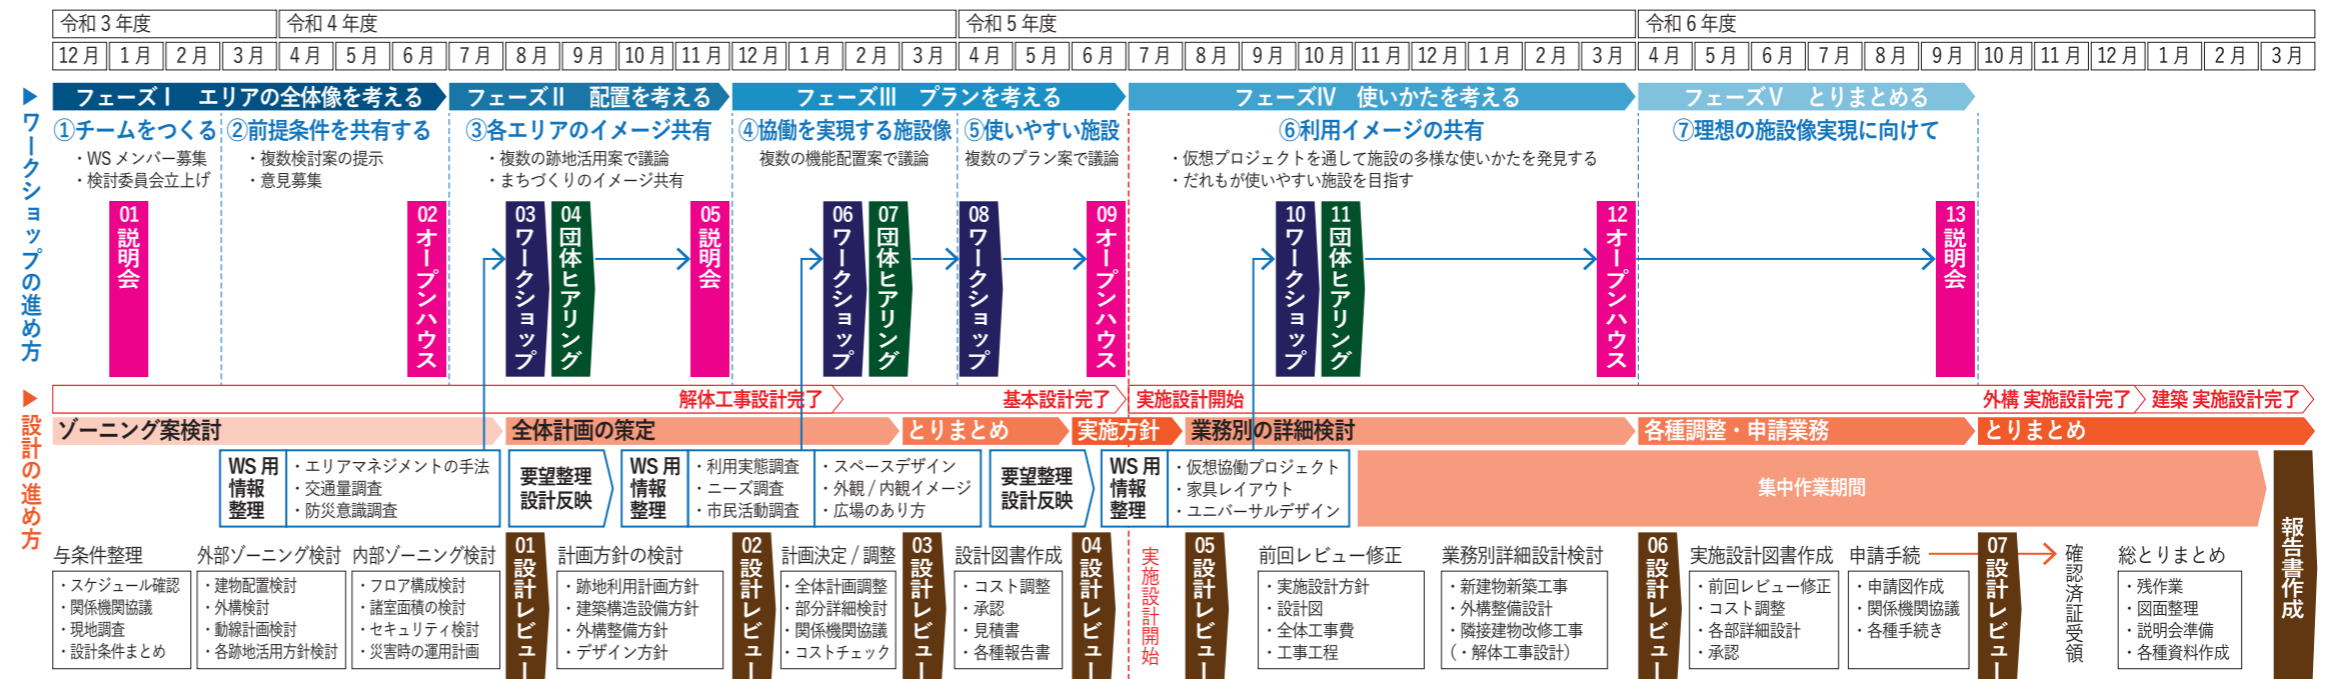 令和3年度
令和4年度
令和5年度
令和6年度
12月 1月 2月 3月 4月 5月 6月 7月 8月 9月 10月 11月 12月 1月 2月 3月 4月 5月 6月 7月 8月 9月 10月 11月 12月 1月 2月 3月 4月 5月 6月 7月 8月 9月 10月 11月 12月 1月 2月 3月
▶ワークショップの進め方
フェーズⅠ エリアの全体像を考える
フェーズⅡ 配置を考える
フェーズⅢ プランを考える
フェーズⅣ 使いかたを考える
フェーズⅤ とりまとめる
①チームをつくる
・WSメンバー募集
・検討委員会立上げ
②前提条件を共有する
・複数検討案の提示
・意見募集
③各エリアのイメージ共有
・複数の跡地活用案で議論
・まちづくりのイメージ共有
④協働を実現する施設像
複数の機能配置案で議論
⑤使いやすい施設
複数のプラン案で議論
⑥利用イメージの共有
・仮想プロジェクトを通して施設の多様な使いかたを発見する
・だれもが使いやすい施設を目指す
⑦理想の施設像実現に向けて
01 説明会
02 オープンハウス
03 ワークショップ
04 団体ヒアリング
05 説明会
06 ワークショップ
07 団体ヒアリング
08 ワークショップ
09 オープンハウス
10 ワークショップ
11 団体ヒアリング
12 オープンハウス
13 説明会
▶設計の進め方
解体工事設計完了
基本設計完了
実施設計開始
外構 実施設計完了
建築 実施設計完了
ゾーニング案検討
全体計画の策定
とりまとめ
実施方針
業務別の詳細検討
各種調整・申請業務
とりまとめ
WS用
情報
整理
・エリアマネジメントの手法
・交通量調査
・防災意識調査
要望整理
設計反映
WS用
情報
整理
・利用実態調査
・ニーズ調査
・市民活動調査
・スペースデザイン
・外観/内観イメージ
・広場のあり方
要望整理
設計反映
WS用
情報
整理
・仮想協働プロジェクト
・家具レイアウト
・ユニバーサルデザイン
集中作業期間
報告書作成
与条件整理
・スケジュール確認
・関係機関協議
・現地調査
・設計条件まとめ
外部ゾーニング検討
・建物配置検討
・外構検討
・動線計画検討
・各跡地活用方針検討
内部ゾーニング検討
・フロア構成検討
・諸室面積の検討
・セキュリティ検討
・災害時の運用計画
01 設計レビュー
計画方針の検討
・跡地利用計画方針
・建築構造設備方針
・外構整備方針
・デザイン方針
02 設計レビュー
計画決定/調整
・全体計画調整
・部分詳細検討
・関係機関協議
・コストチェック
03 設計レビュー
設計図書作成
・コスト調整
・承認
・見積書
・各種報告書
04 設計レビュー
実施設計開始
05 設計レビュー
前回レビュー修正
・実施設計方針
・設計図
・全体工事費
・工事工程
業務別詳細設計検討
・新建物新築工事
・外構整備設計
・隣接建物改修工事
(・解体工事設計)
06 設計レビュー
実施設計図書作成
・前回レビュー修正
・コスト調整
・各部詳細設計
・承認
申請手続
・申請図作成
・関係機関協議
・各種手続き
07 設計レビュー
確認済証受領
総とりまとめ
・残作業
・図面整理
・説明会準備
・各種資料作成